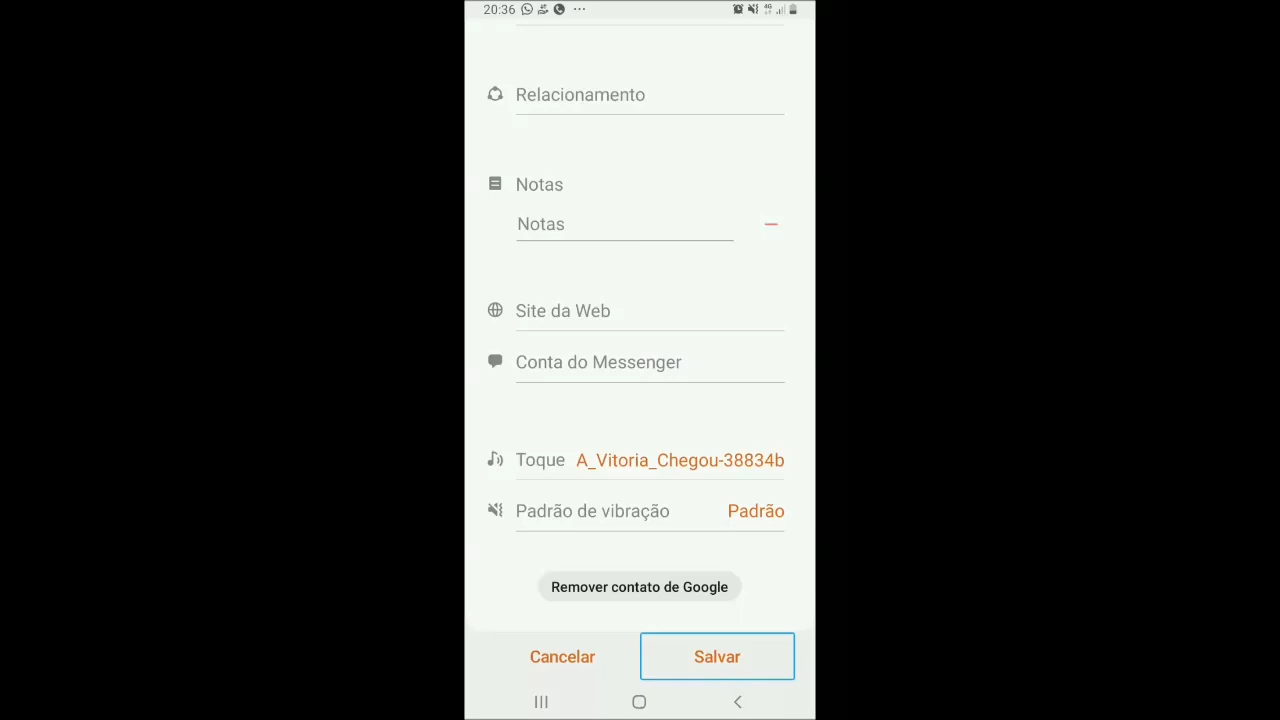 20:36
Relacionamento
Notas
Notas
Site da Web
Conta do Messenger
Toque A_Vitoria_Chegou-38834b
Padrão de vibração Padrão
Remover contato de Google
Cancelar Salvar